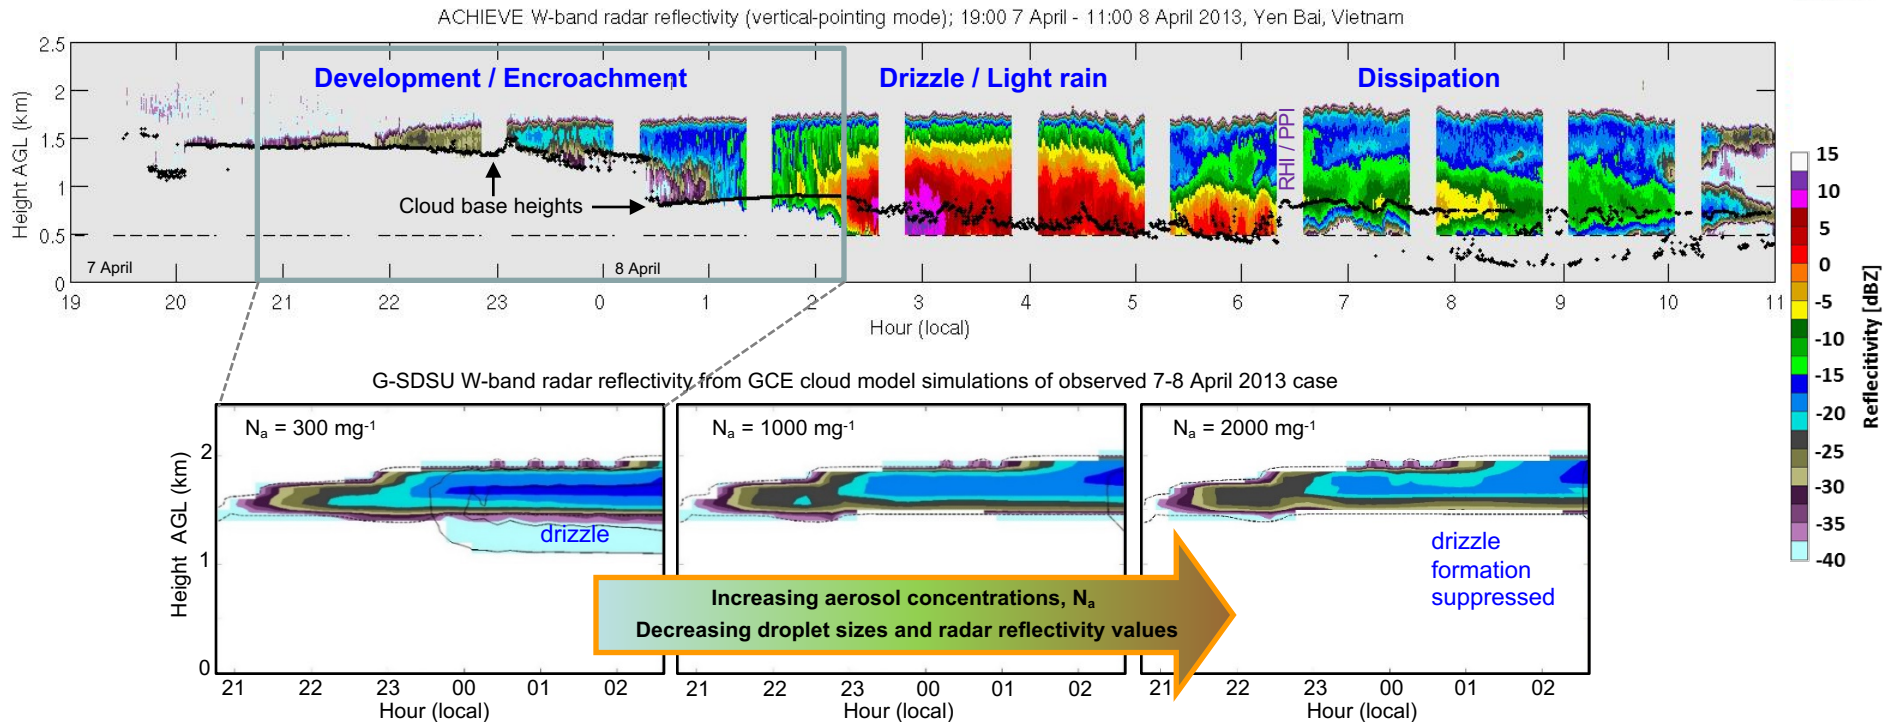 ACHIEVE W-band radar reflectivity (vertical-pointing mode); 19:00 7 April - 11:00 8 April 2013, Yen Bai, Vietnam
Height AGL (km)
2.5
2
1.5
1
0.5
0
Development / Encroachment
Drizzle / Light rain
Dissipation
RHI / PPI
Cloud base heights
7 April
8 April
19 20 21 22 23 0 1 2 3 4 5 6 7 8 9 10 11
Hour (local)
15
10
5
0
-5
-10
-15
-20
-25
-30
-35
-40
Reflecitivity [dBZ]
G-SDSU W-band radar reflectivity from GCE cloud model simulations of observed 7-8 April 2013 case
Height AGL (km)
2
1
0
Na = 300 mg-1
drizzle
21 22 23 00 01 02
Hour (local)
Na = 1000 mg-1
21 22 23 00 01 02
Hour (local)
Na = 2000 mg-1
drizzle
formation
suppressed
21 22 23 00 01 02
Hour (local)
Increasing aerosol concentrations, Na
Decreasing droplet sizes and radar reflectivity values